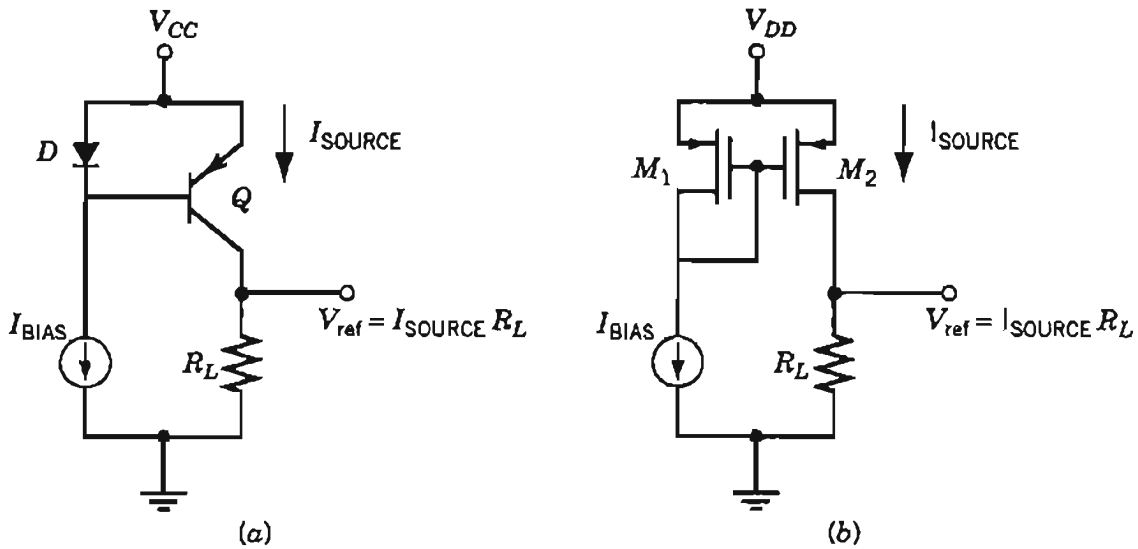 V_CC
D
I_SOURCE
Q
I_BIAS
V_ref = I_SOURCE R_L
R_L
(a)
V_DD
M_1
M_2
I_SOURCE
I_BIAS
V_ref = I_SOURCE R_L
R_L
(b)